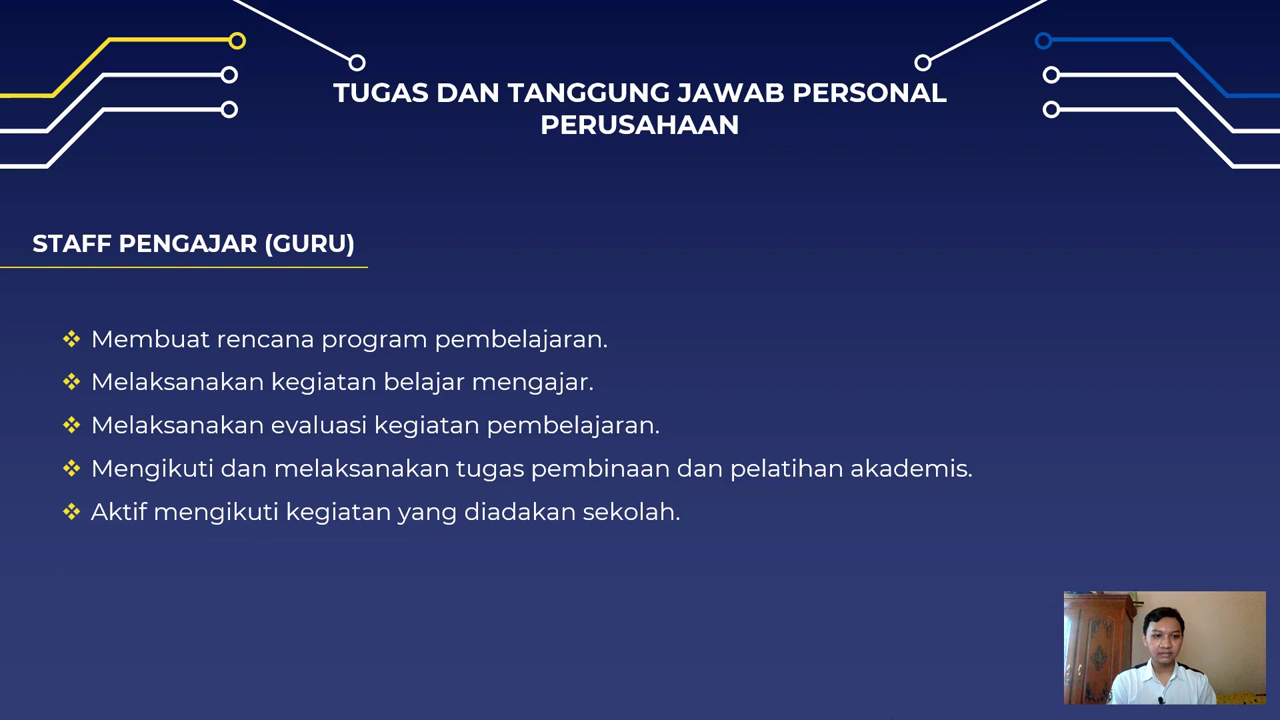 TUGAS DAN TANGGUNG JAWAB PERSONAL
PERUSAHAAN
STAFF PENGAJAR (GURU)
Membuat rencana program pembelajaran.
Melaksanakan kegiatan belajar mengajar.
Melaksanakan evaluasi kegiatan pembelajaran.
Mengikuti dan melaksanakan tugas pembinaan dan pelatihan akademis.
Aktif mengikuti kegiatan yang diadakan sekolah.